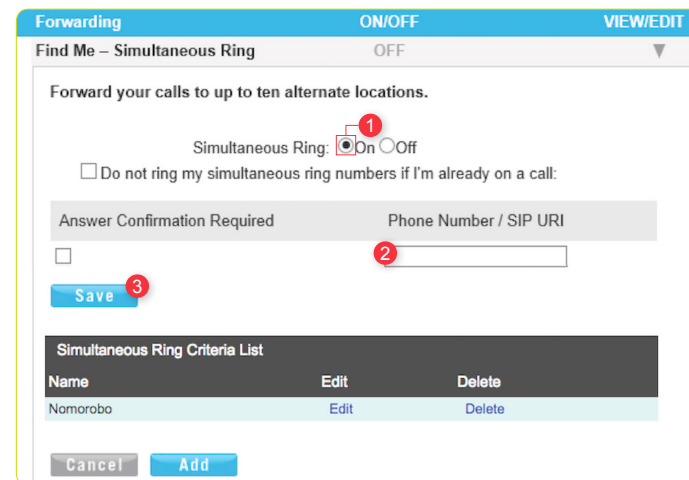 Forwarding ON/OFF VIEW/EDIT
Find Me – Simultaneous Ring OFF
Forward your calls to up to ten alternate locations.
1
Simultaneous Ring: On Off
Do not ring my simultaneous ring numbers if I'm already on a call:
Answer Confirmation Required Phone Number / SIP URI
2
Save 3
Simultaneous Ring Criteria List
Name Edit Delete
Nomorobo Edit Delete
Cancel Add